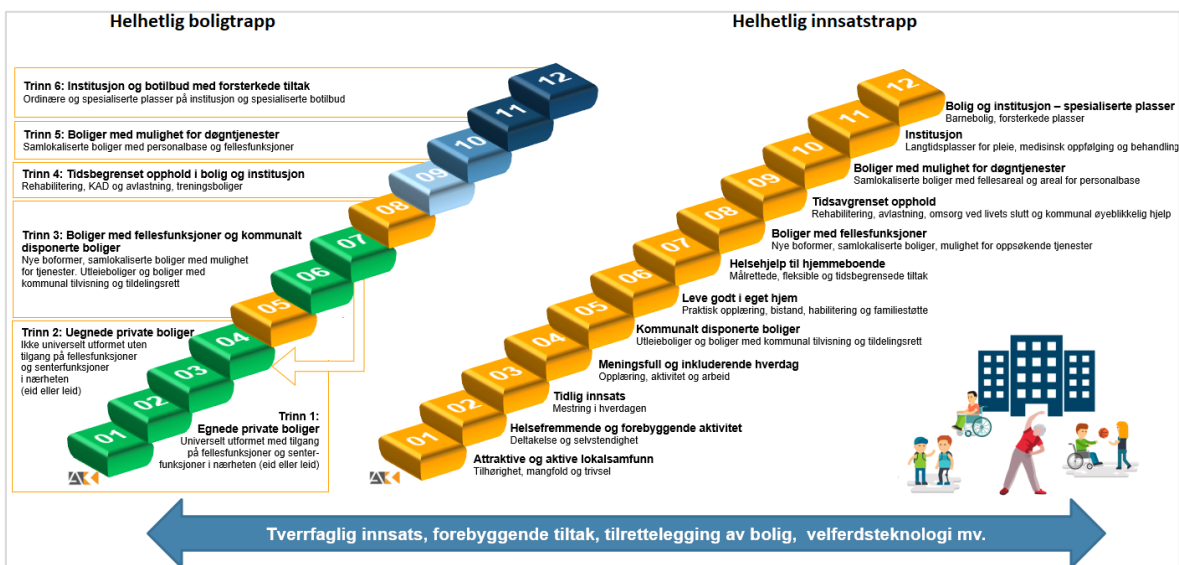 Helhetlig boligtrapp
Trinn 6: Institusjon og botilbud med forsterkede tiltak
Ordinære og spesialiserte plasser på institusjon og spesialiserte botilbud
Trinn 5: Boliger med mulighet for døgntjenester
Samlokaliserte boliger med personalbase og fellesfunksjoner
Trinn 4: Tidsbegrenset opphold i bolig og institusjon
Rehabilitering, KAD og avlastning, treningsboliger
Trinn 3: Boliger med fellesfunksjoner og kommunalt
disponerte boliger
Nye boformer, samlokaliserte boliger med mulighet
for tjenester. Utleieboliger og boliger med
kommunal tilvisning og tildelingsrett
Trinn 2: Uegnede private boliger
Ikke universelt utformet uten
tilgang på fellesfunksjoner
og senterfunksjoner
i nærheten
(eid eller leid)
Trinn 1:
Egnede private boliger
Universelt utformet med tilgang
på fellesfunksjoner og senter-
funksjoner i nærheten (eid eller leid)
12
11
10
09
08
07
06
05
04
03
02
01
Helhetlig innsatstrapp
12
Bolig og institusjon – spesialiserte plasser
Barnebolig, forsterkede plasser
11
Institusjon
Langtidsplasser for pleie, medisinsk oppfølging og behandling
10
Boliger med mulighet for døgntjenester
Samlokaliserte boliger med fellesareal og areal for personalbase
09
Tidsavgrenset opphold
Rehabilitering, avlastning, omsorg ved livets slutt og kommunal øyeblikkelig hjelp
08
Boliger med fellesfunksjoner
Nye boformer, samlokaliserte boliger, mulighet for oppsøkende tjenester
07
Helsehjelp til hjemmeboende
Målrettede, fleksible og tidsbegrensede tiltak
06
Leve godt i eget hjem
Praktisk opplæring, bistand, habilitering og familiestøtte
05
Kommunalt disponerte boliger
Utleieboliger og boliger med kommunal tilvisning og tildelingsrett
04
Meningsfull og inkluderende hverdag
Opplæring, aktivitet og arbeid
03
Tidlig innsats
Mestring i hverdagen
02
Helsefremmende og forebyggende aktivitet
Deltakelse og selvstendighet
01
Attraktive og aktive lokalsamfunn
Tilhørighet, mangfold og trivsel
Tverrfaglig innsats, forebyggende tiltak, tilrettelegging av bolig, velferdsteknologi mv.